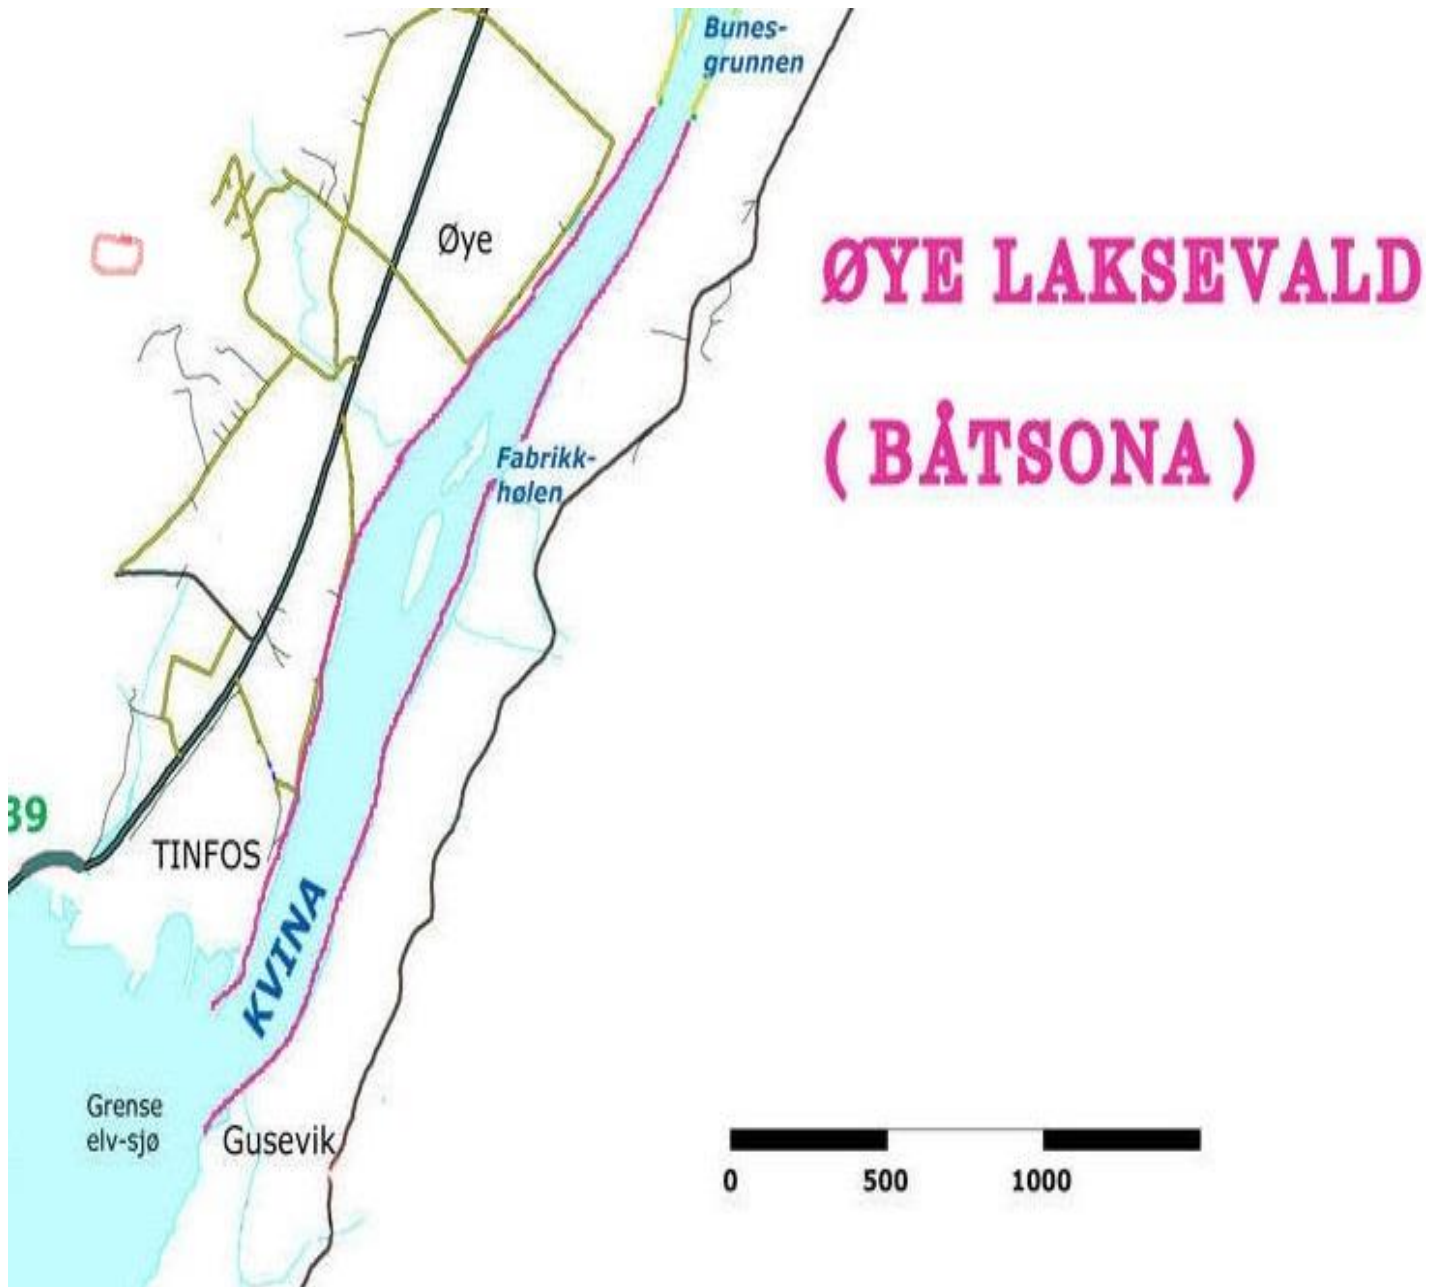 Bunes-
grunnen
Øye
ØYE LAKSEVALD
( BÅTSONA )
Fabrikk-
hølen
39
TINFOS
KVINA
Grense
elv-sjø
Gusevik
0 500 1000